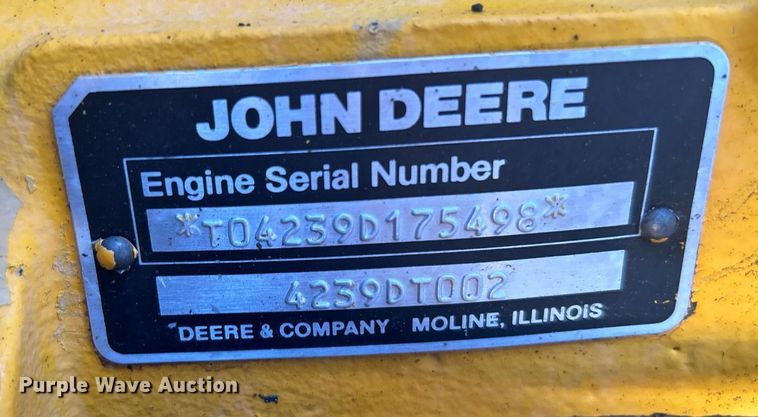 JOHN DEERE
Engine Serial Number
*T04239D175498*
4239DT002
DEERE & COMPANY MOLINE, ILLINOIS
Purple Wave Auction